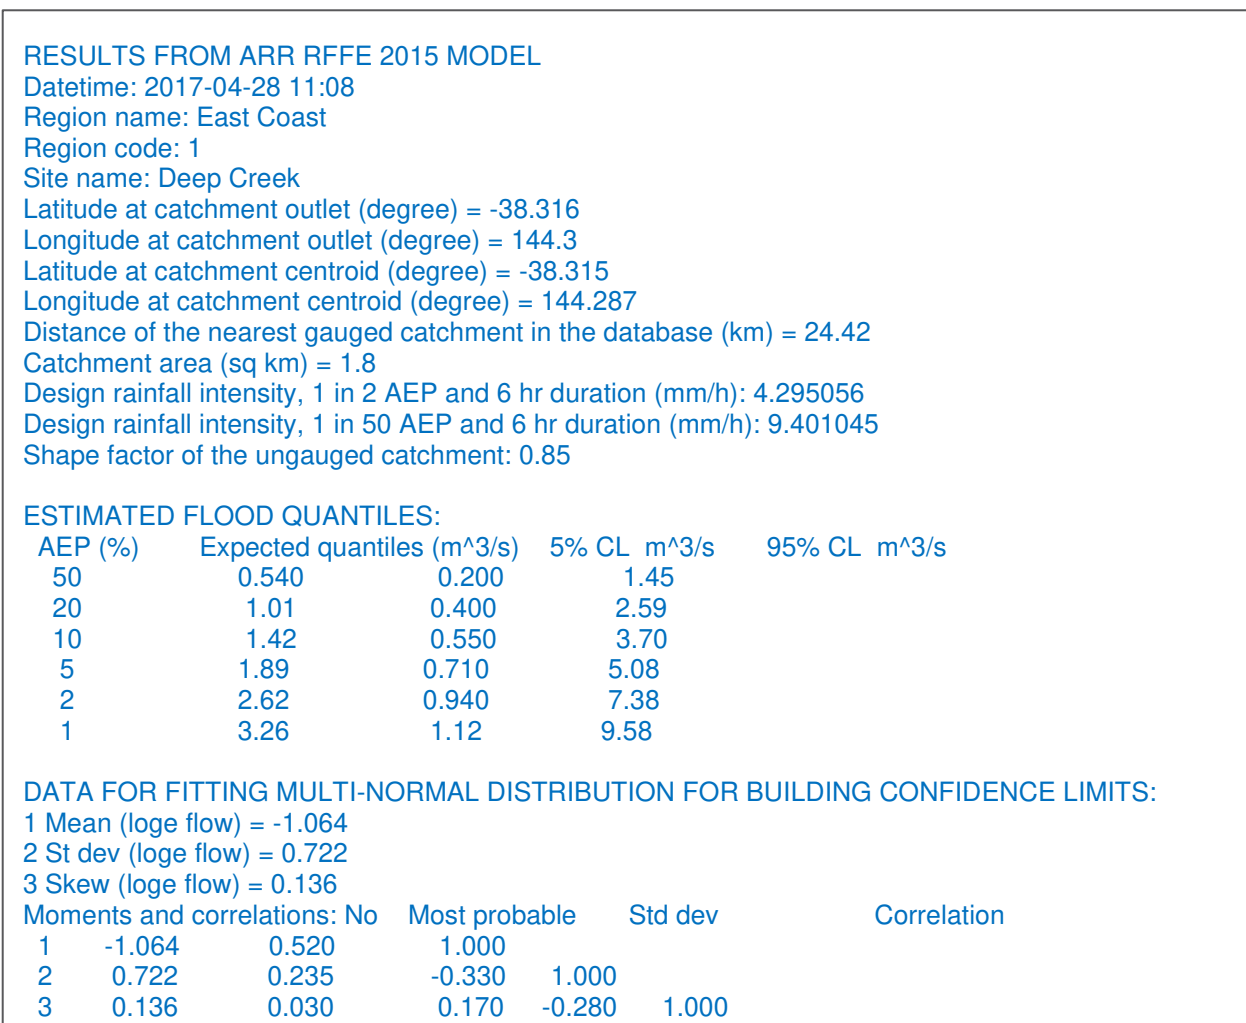 RESULTS FROM ARR RFFE 2015 MODEL
Datetime: 2017-04-28 11:08
Region name: East Coast
Region code: 1
Site name: Deep Creek
Latitude at catchment outlet (degree) = -38.316
Longitude at catchment outlet (degree) = 144.3
Latitude at catchment centroid (degree) = -38.315
Longitude at catchment centroid (degree) = 144.287
Distance of the nearest gauged catchment in the database (km) = 24.42
Catchment area (sq km) = 1.8
Design rainfall intensity, 1 in 2 AEP and 6 hr duration (mm/h): 4.295056
Design rainfall intensity, 1 in 50 AEP and 6 hr duration (mm/h): 9.401045
Shape factor of the ungauged catchment: 0.85
ESTIMATED FLOOD QUANTILES:
AEP (%) Expected quantiles (m^3/s) 5% CL m^3/s 95% CL m^3/s
50 0.540 0.200 1.45
20 1.01 0.400 2.59
10 1.42 0.550 3.70
5 1.89 0.710 5.08
2 2.62 0.940 7.38
1 3.26 1.12 9.58
DATA FOR FITTING MULTI-NORMAL DISTRIBUTION FOR BUILDING CONFIDENCE LIMITS:
1 Mean (loge flow) = -1.064
2 St dev (loge flow) = 0.722
3 Skew (loge flow) = 0.136
Moments and correlations: No Most probable Std dev Correlation
1 -1.064 0.520 1.000
2 0.722 0.235 -0.330 1.000
3 0.136 0.030 0.170 -0.280 1.000